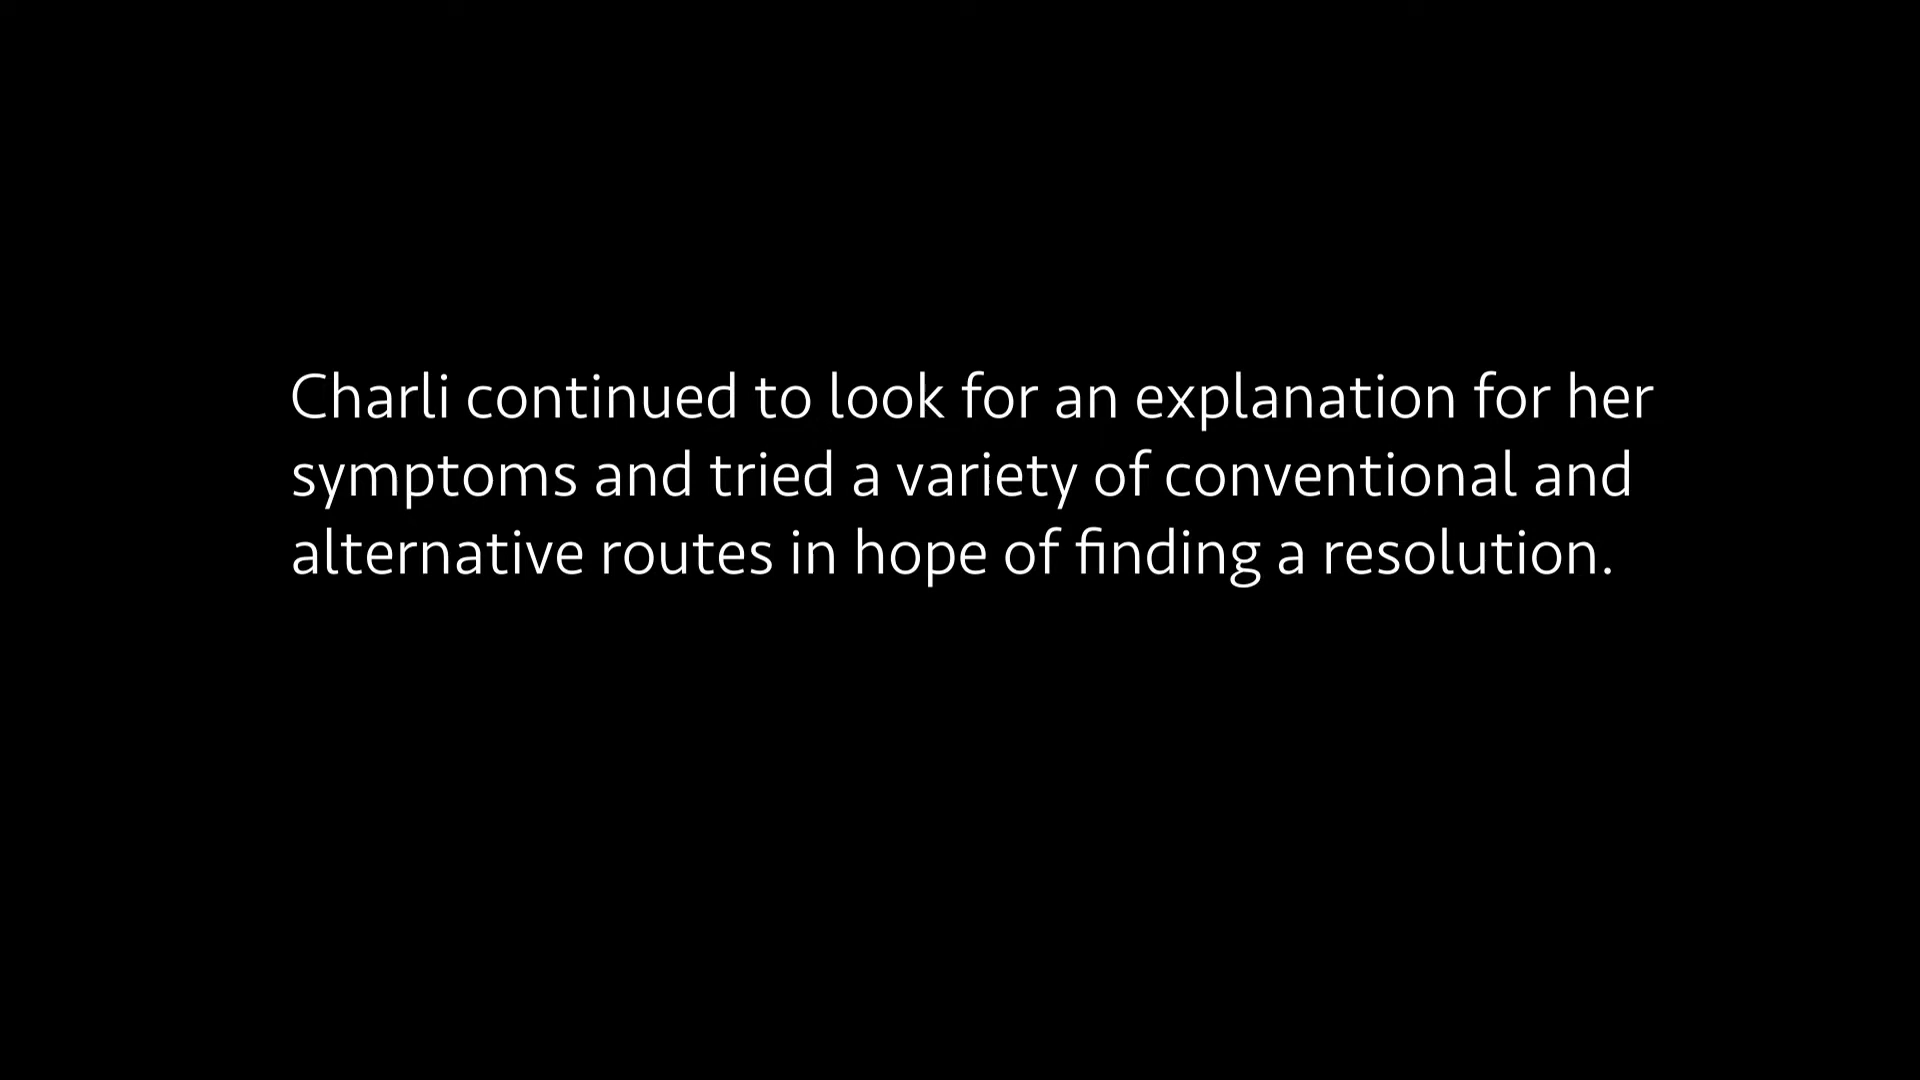 Charli continued to look for an explanation for her
symptoms and tried a variety of conventional and
alternative routes in hope of finding a resolution.